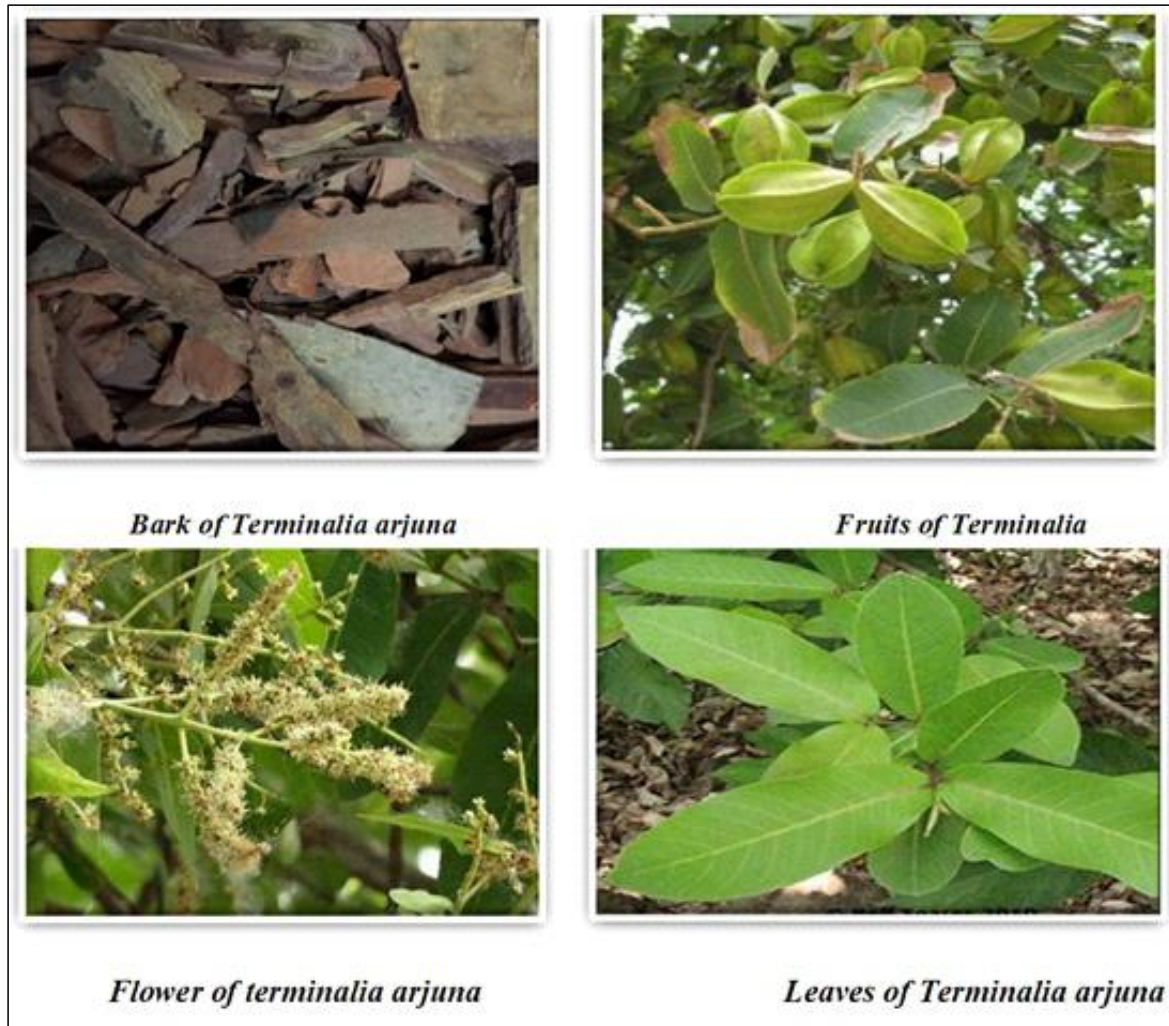 Bark of Terminalia arjuna
Fruits of Terminalia
Flower of terminalia arjuna
Leaves of Terminalia arjuna